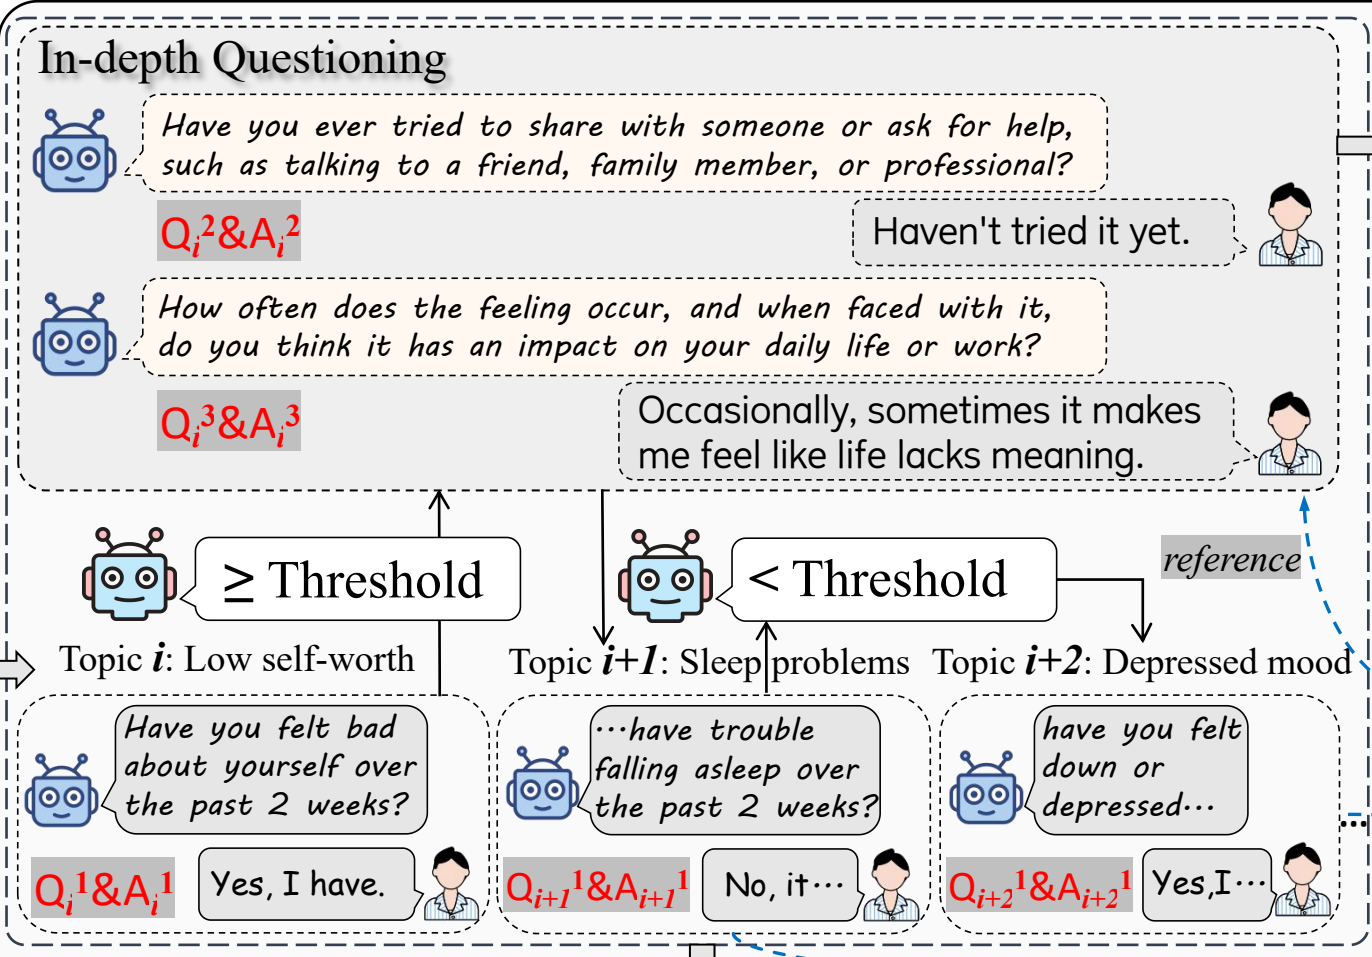 In-depth Questioning
Have you ever tried to share with someone or ask for help,
such as talking to a friend, family member, or professional?
Qᵢ²&Aᵢ²
Haven't tried it yet.
How often does the feeling occur, and when faced with it,
do you think it has an impact on your daily life or work?
Qᵢ³&Aᵢ³
Occasionally, sometimes it makes
me feel like life lacks meaning.
≥ Threshold
< Threshold
reference
Topic i: Low self-worth
Topic i+1: Sleep problems
Topic i+2: Depressed mood
Have you felt bad
about yourself over
the past 2 weeks?
Qᵢ¹&Aᵢ¹
Yes, I have.
···have trouble
falling asleep over
the past 2 weeks?
Qᵢ₊₁¹&Aᵢ₊₁¹
No, it···
have you felt
down or
depressed···
Qᵢ₊₂¹&Aᵢ₊₂¹
Yes,I···
...